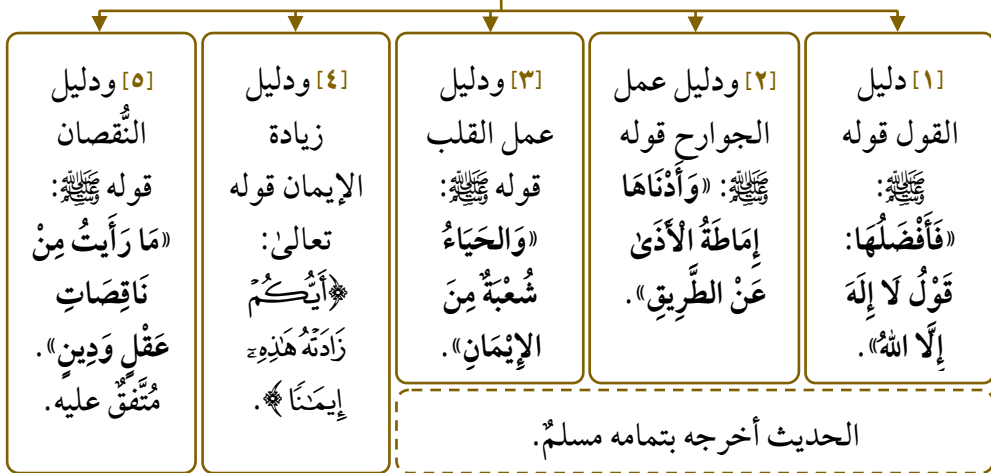 [١] دليل
القول قوله
ﷺ:
«فَأَفْضَلُهَا:
قَوْلُ لَا إِلَهَ
إِلَّا اللهُ».
[٢] ودليل عمل
الجوارح قوله
ﷺ: «وَأَدْنَاهَا
إِمَاطَةُ الْأَذَىٰ
عَنْ الطَّرِيقِ».
[٣] ودليل
عمل القلب
قوله ﷺ:
«وَالحَيَاءُ
شُعْبَةٌ مِنَ
الإِيْمَانِ».
[٤] ودليل
زيادة
الإيمان قوله
تعالىٰ:
﴿أَيُّكُمۡ
زَادَتۡهُ هَٰذِهِۦٓ
إِيمَٰنٗا﴾.
[٥] ودليل
النُّقصان
قوله ﷺ:
«مَا رَأَيتُ مِنْ
نَاقِصَاتِ
عَقْلٍ وَدِينٍ».
مُتَّفقٌ عليه.
الحديث أخرجه بتمامه مسلمٌ.